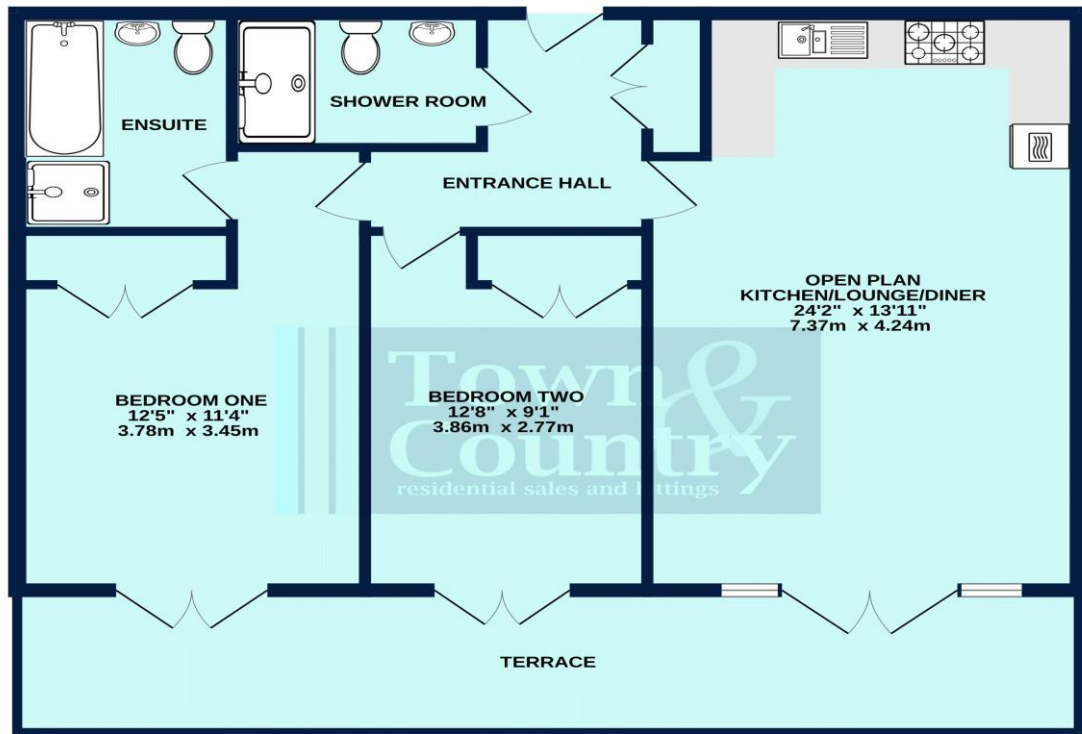 ENSUITE
SHOWER ROOM
ENTRANCE HALL
OPEN PLAN
KITCHEN/LOUNGE/DINER
24'2" x 13'11"
7.37m x 4.24m
BEDROOM ONE
12'5" x 11'4"
3.78m x 3.45m
BEDROOM TWO
12'8" x 9'1"
3.86m x 2.77m
Town &
Country
residential sales and lettings
TERRACE